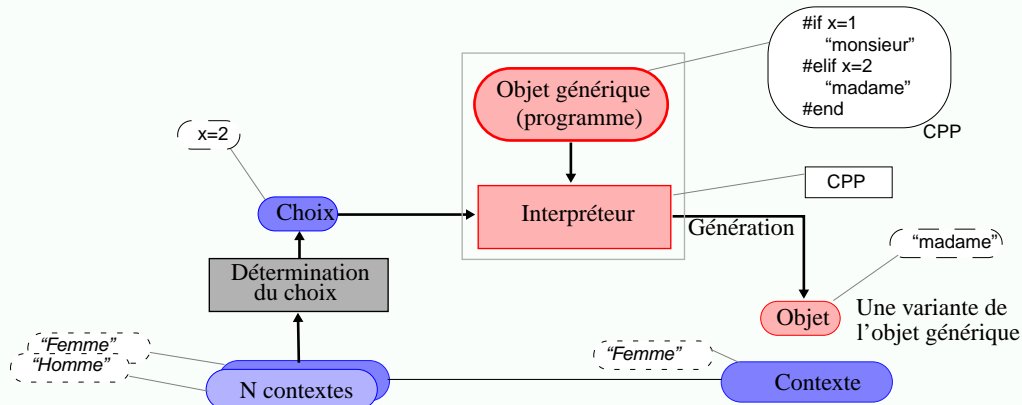 #if x=1
“monsieur”
#elif x=2
“madame”
#end
CPP
Objet générique
(programme)
x=2
CPP
Choix
Interpréteur
Génération
“madame”
Détermination
du choix
Objet
Une variante de
l’objet générique
“Femme”
“Homme”
“Femme”
N contextes
Contexte